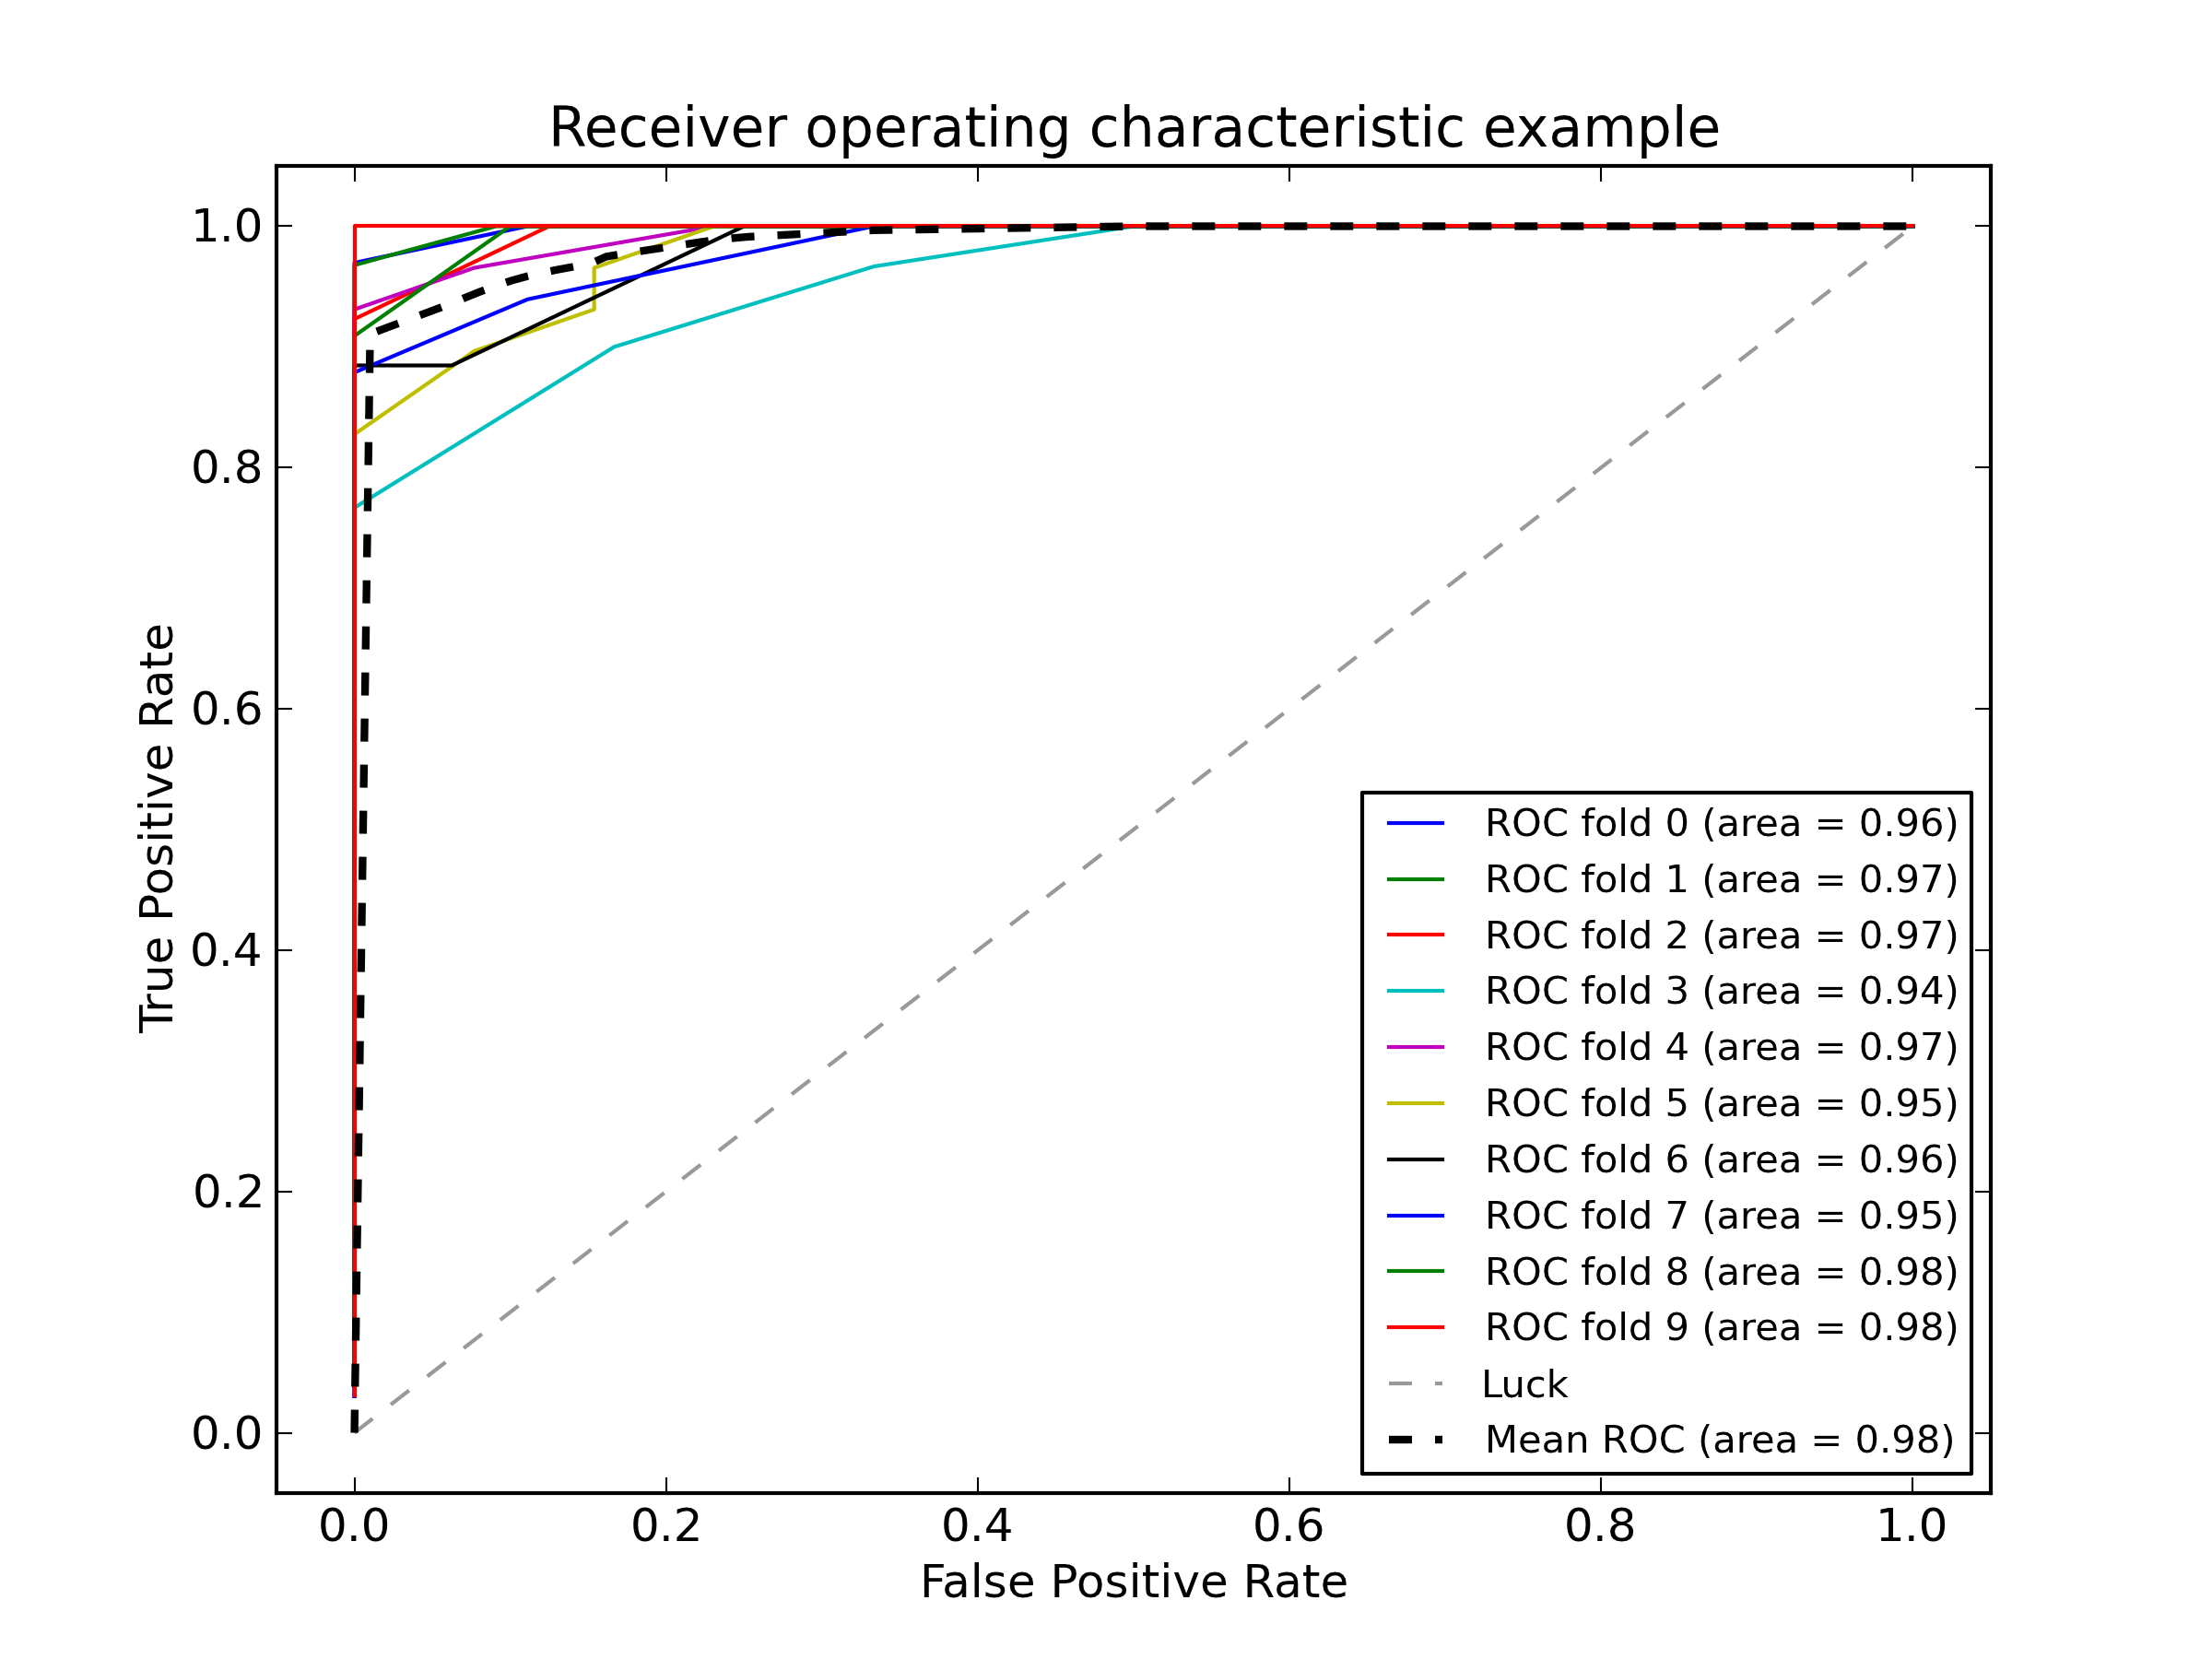 Receiver operating characteristic example
1.0
0.8
0.6
0.4
0.2
0.0
True Positive Rate
0.0 0.2 0.4 0.6 0.8 1.0
False Positive Rate
ROC fold 0 (area = 0.96)
ROC fold 1 (area = 0.97)
ROC fold 2 (area = 0.97)
ROC fold 3 (area = 0.94)
ROC fold 4 (area = 0.97)
ROC fold 5 (area = 0.95)
ROC fold 6 (area = 0.96)
ROC fold 7 (area = 0.95)
ROC fold 8 (area = 0.98)
ROC fold 9 (area = 0.98)
Luck
Mean ROC (area = 0.98)